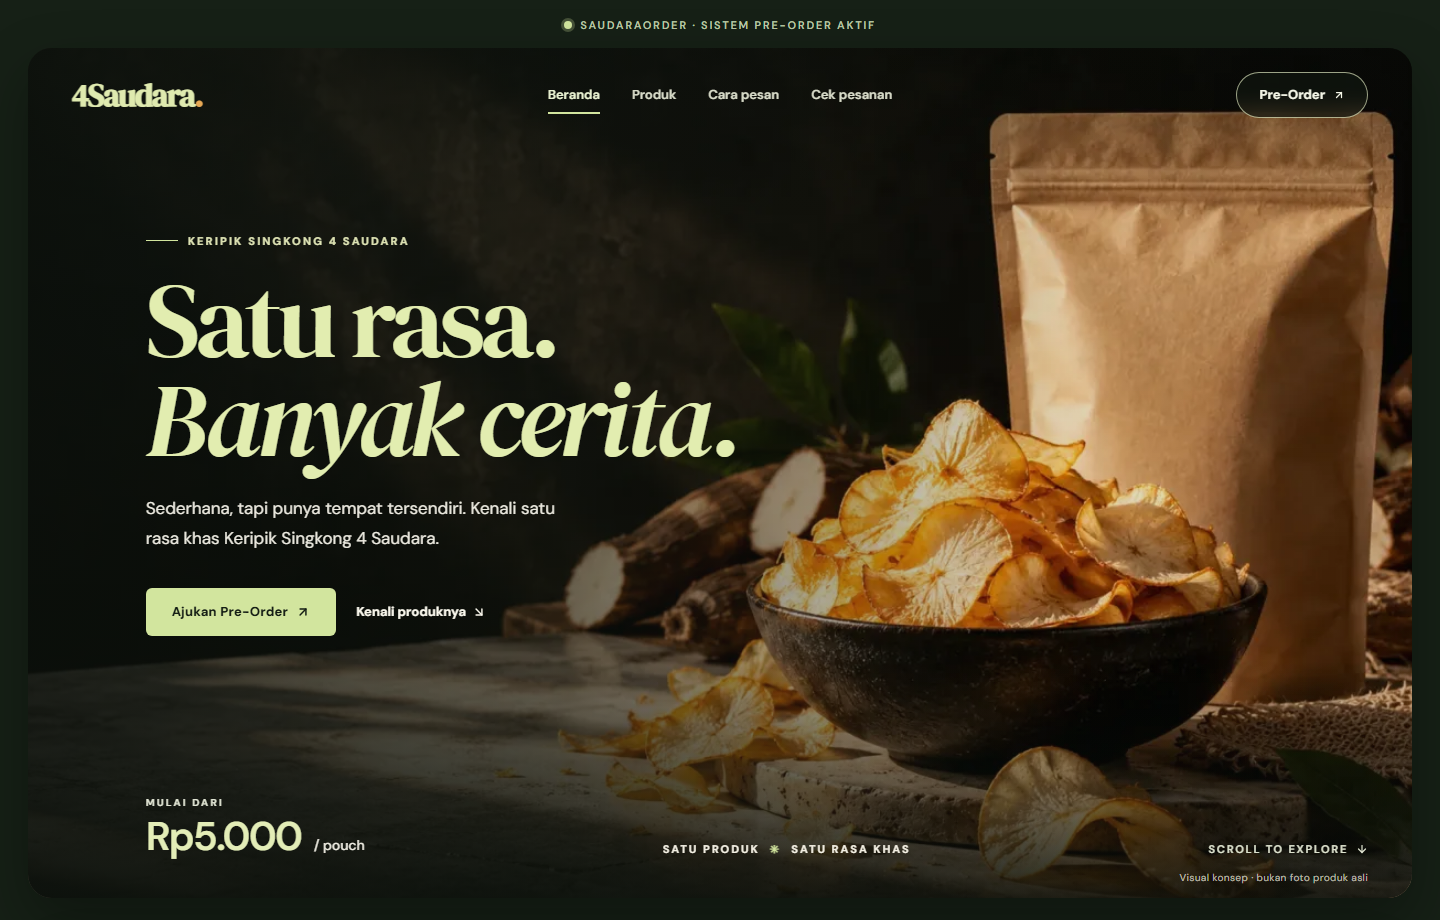 SAUDARAORDER · SISTEM PRE-ORDER AKTIF
4Saudara.
Beranda
Produk
Cara pesan
Cek pesanan
Pre-Order ↗
KERIPIK SINGKONG 4 SAUDARA
Satu rasa.
Banyak cerita.
Sederhana, tapi punya tempat tersendiri. Kenali satu
rasa khas Keripik Singkong 4 Saudara.
Ajukan Pre-Order ↗
Kenali produknya ↘
MULAI DARI
Rp5.000 / pouch
SATU PRODUK ✳ SATU RASA KHAS
SCROLL TO EXPLORE ↓
Visual konsep · bukan foto produk asli